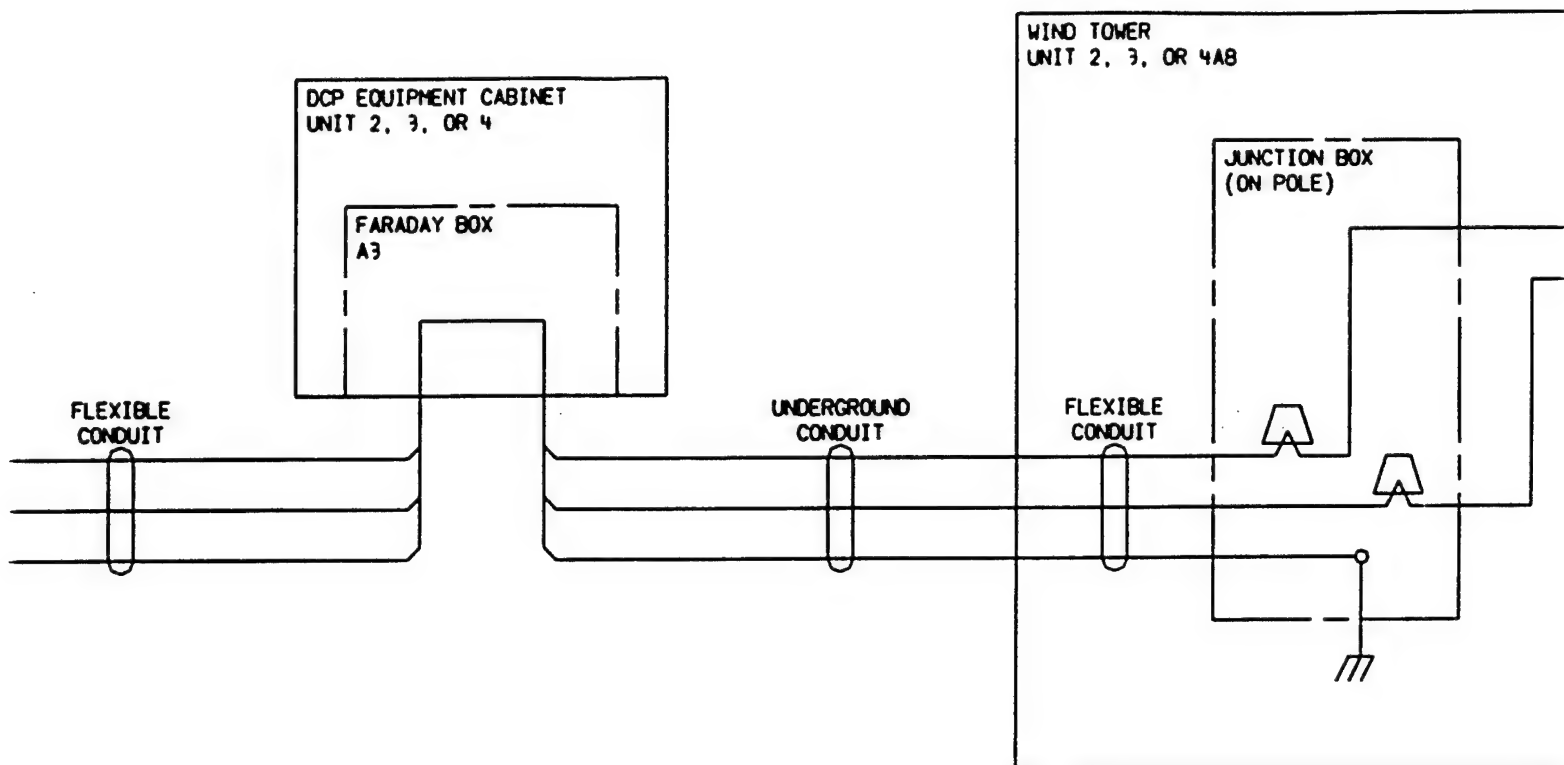 WIND TOWER
UNIT 2, 3, OR 4A8
DCP EQUIPMENT CABINET
UNIT 2, 3, OR 4
JUNCTION BOX
(ON POLE)
FARADAY BOX
A3
FLEXIBLE
CONDUIT
UNDERGROUND
CONDUIT
FLEXIBLE
CONDUIT